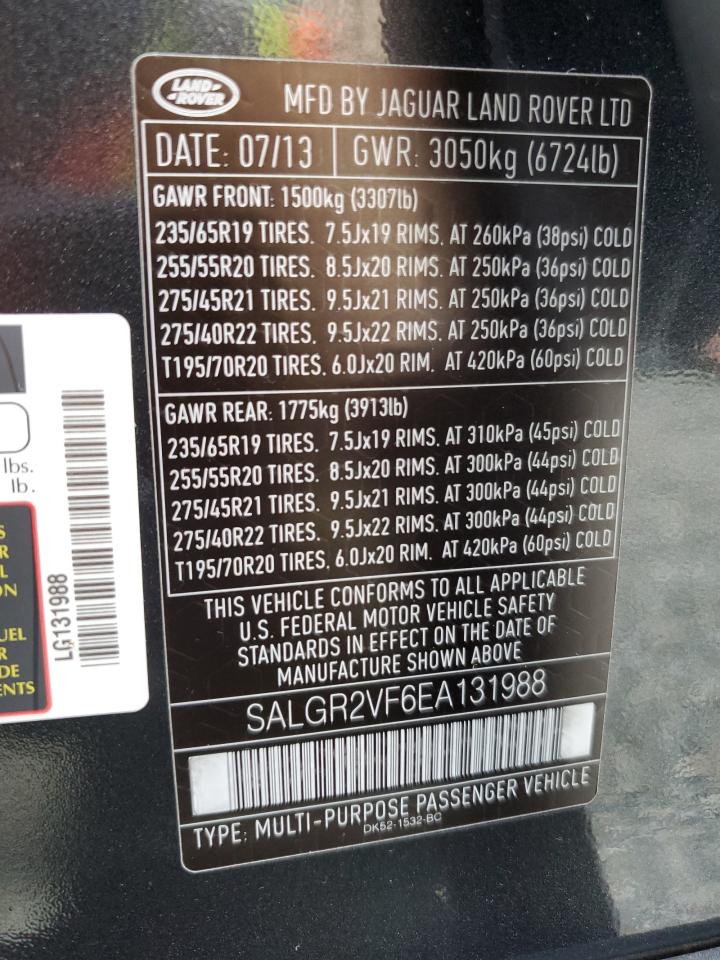 LAND-
-ROVER
MFD BY JAGUAR LAND ROVER LTD
DATE: 07/13 GWR: 3050kg (6724lb)
GAWR FRONT: 1500kg (3307lb)
235/65R19 TIRES. 7.5Jx19 RIMS. AT 260kPa (38psi) COLD
255/55R20 TIRES. 8.5Jx20 RIMS. AT 250kPa (36psi) COLD
275/45R21 TIRES. 9.5Jx21 RIMS. AT 250kPa (36psi) COLD
275/40R22 TIRES. 9.5Jx22 RIMS. AT 250kPa (36psi) COLD
T195/70R20 TIRES. 6.0Jx20 RIM. AT 420kPa (60psi) COLD
GAWR REAR: 1775kg (3913lb)
235/65R19 TIRES. 7.5Jx19 RIMS. AT 310kPa (45psi) COLD
255/55R20 TIRES. 8.5Jx20 RIMS. AT 300kPa (44psi) COLD
275/45R21 TIRES. 9.5Jx21 RIMS. AT 300kPa (44psi) COLD
275/40R22 TIRES. 9.5Jx22 RIMS. AT 300kPa (44psi) COLD
T195/70R20 TIRES. 6.0Jx20 RIM. AT 420kPa (60psi) COLD
THIS VEHICLE CONFORMS TO ALL APPLICABLE
U.S. FEDERAL MOTOR VEHICLE SAFETY
STANDARDS IN EFFECT ON THE DATE OF
MANUFACTURE SHOWN ABOVE
SALGR2VF6EA131988
TYPE: MULTI-PURPOSE PASSENGER VEHICLE
DK52-1532-BC
lbs.
lb.
LG131988